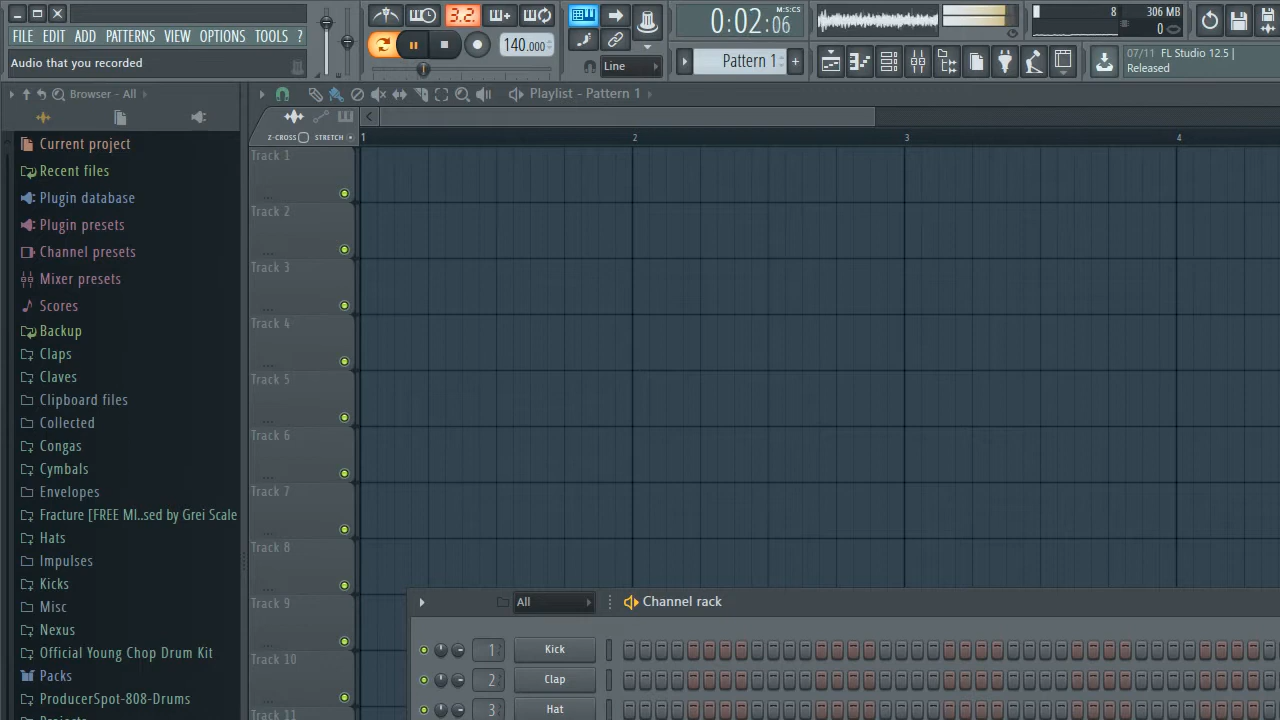 FILE EDIT ADD PATTERNS VIEW OPTIONS TOOLS ?
Audio that you recorded
3.2.
140.000
Line
0:02:06
M:S:CS
Pattern 1
+
8
306 MB
0
07/11 FL Studio 12.5 |
Released
Browser - All
Playlist - Pattern 1
Z-CROSS
STRETCH
1
2
3
4
Current project
Recent files
Plugin database
Plugin presets
Channel presets
Mixer presets
Scores
Backup
Claps
Claves
Clipboard files
Collected
Congas
Cymbals
Envelopes
Fracture [FREE MI..sed by Grei Scale
Hats
Impulses
Kicks
Misc
Nexus
Official Young Chop Drum Kit
Packs
ProducerSpot-808-Drums
Projects
Track 1
Track 2
Track 3
Track 4
Track 5
Track 6
Track 7
Track 8
Track 9
Track 10
Track 11
All
Channel rack
1
Kick
2
Clap
3
Hat